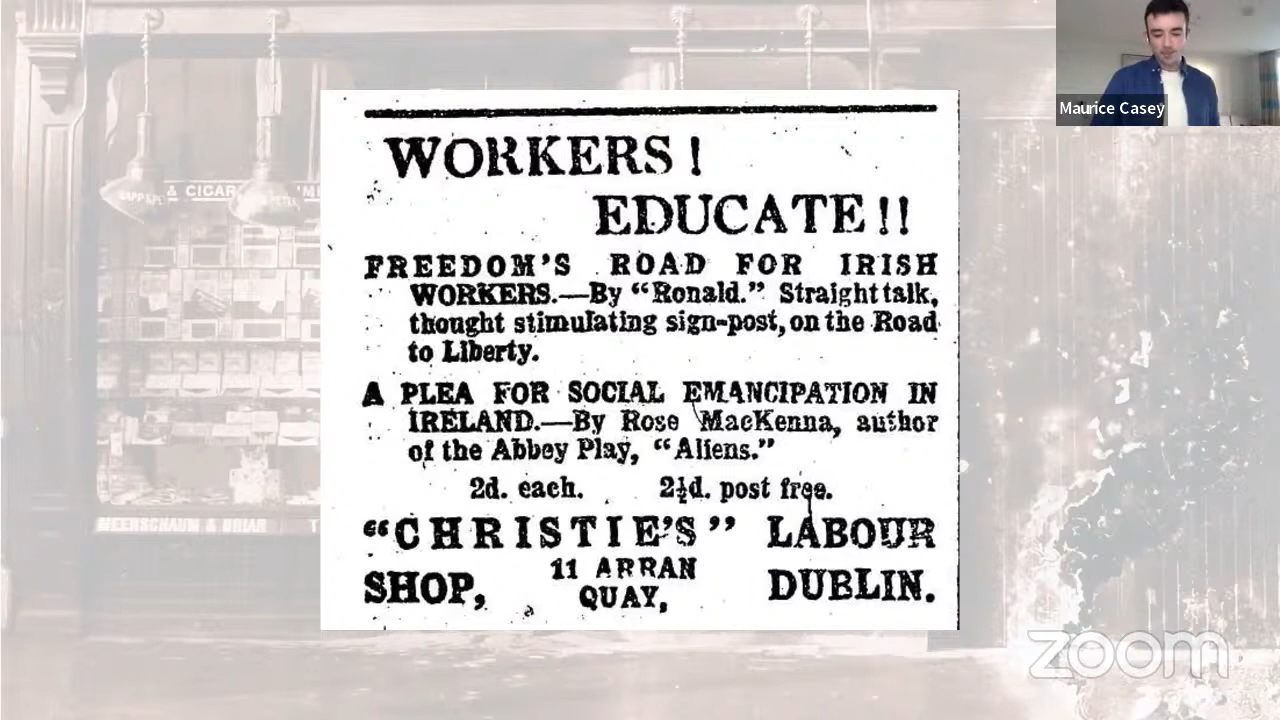 Maurice Casey
WORKERS!
EDUCATE!!
FREEDOM'S ROAD FOR IRISH
WORKERS.—By "Ronald." Straight talk,
thought stimulating sign-post, on the Road
to Liberty.
A PLEA FOR SOCIAL EMANCIPATION IN
IRELAND.—By Rose MacKenna, author
of the Abbey Play, "Aliens."
2d. each. 2½d. post free.
"CHRISTIE'S" LABOUR
SHOP, 11 ARRAN QUAY, DUBLIN.
& CIGAR
MEERSCHAUM & BRIAR
zoom